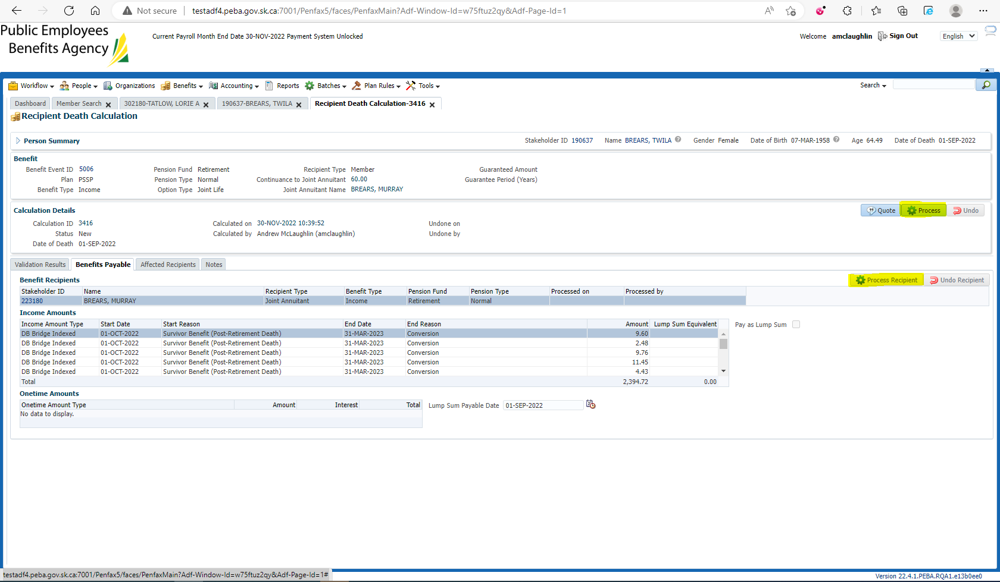 Not secure | testadf4.peba.gov.sk.ca:7001/Penfax5/faces/PenfaxMain?Adf-Window-Id=w75ftuz2qy&Adf-Page-Id=1
Public Employees
Benefits Agency
Current Payroll Month End Date 30-NOV-2022 Payment System Unlocked
Welcome amclaughlin Sign Out English
Workflow People Organizations Benefits Accounting Reports Batches Plan Rules Tools Search
Dashboard Member Search 302180-TATLOW, LORIE A 190637-BREARS, TWILA Recipient Death Calculation-3416
Recipient Death Calculation
Person Summary Stakeholder ID 190637 Name BREARS, TWILA Gender Female Date of Birth 07-MAR-1958 Age 64.49 Date of Death 01-SEP-2022
Benefit
Benefit Event ID 5006 Pension Fund Retirement Recipient Type Member Guaranteed Amount
Plan PSSP Pension Type Normal Continuance to Joint Annuitant 60.00 Guarantee Period (Years)
Benefit Type Income Option Type Joint Life Joint Annuitant Name BREARS, MURRAY
Calculation Details Quote Process Undo
Calculation ID 3416 Calculated on 30-NOV-2022 10:39:52 Undone on
Status New Calculated by Andrew McLaughlin (amclaughlin) Undone by
Date of Death 01-SEP-2022
Validation Results Benefits Payable Affected Recipients Notes
Benefit Recipients Process Recipient Undo Recipient
Stakeholder ID Name Recipient Type Benefit Type Pension Fund Pension Type Processed on Processed by
223180 BREARS, MURRAY Joint Annuitant Income Retirement Normal
Income Amounts
Income Amount Type Start Date Start Reason End Date End Reason Amount Lump Sum Equivalent Pay as Lump Sum
DB Bridge Indexed 01-OCT-2022 Survivor Benefit (Post-Retirement Death) 31-MAR-2023 Conversion 9.60
DB Bridge Indexed 01-OCT-2022 Survivor Benefit (Post-Retirement Death) 31-MAR-2023 Conversion 2.48
DB Bridge Indexed 01-OCT-2022 Survivor Benefit (Post-Retirement Death) 31-MAR-2023 Conversion 9.76
DB Bridge Indexed 01-OCT-2022 Survivor Benefit (Post-Retirement Death) 31-MAR-2023 Conversion 11.45
DB Bridge Indexed 01-OCT-2022 Survivor Benefit (Post-Retirement Death) 31-MAR-2023 Conversion 4.43
Total 2,394.72 0.00
Onetime Amounts
Onetime Amount Type Amount Interest Total Lump Sum Payable Date 01-SEP-2022
No data to display.
testadf4.peba.gov.sk.ca:7001/Penfax5/faces/PenfaxMain?Adf-Window-Id=w75ftuz2qy&Adf-Page-Id=1#
Version 22.4.1.PEBA.RQA1.e13b0ee0